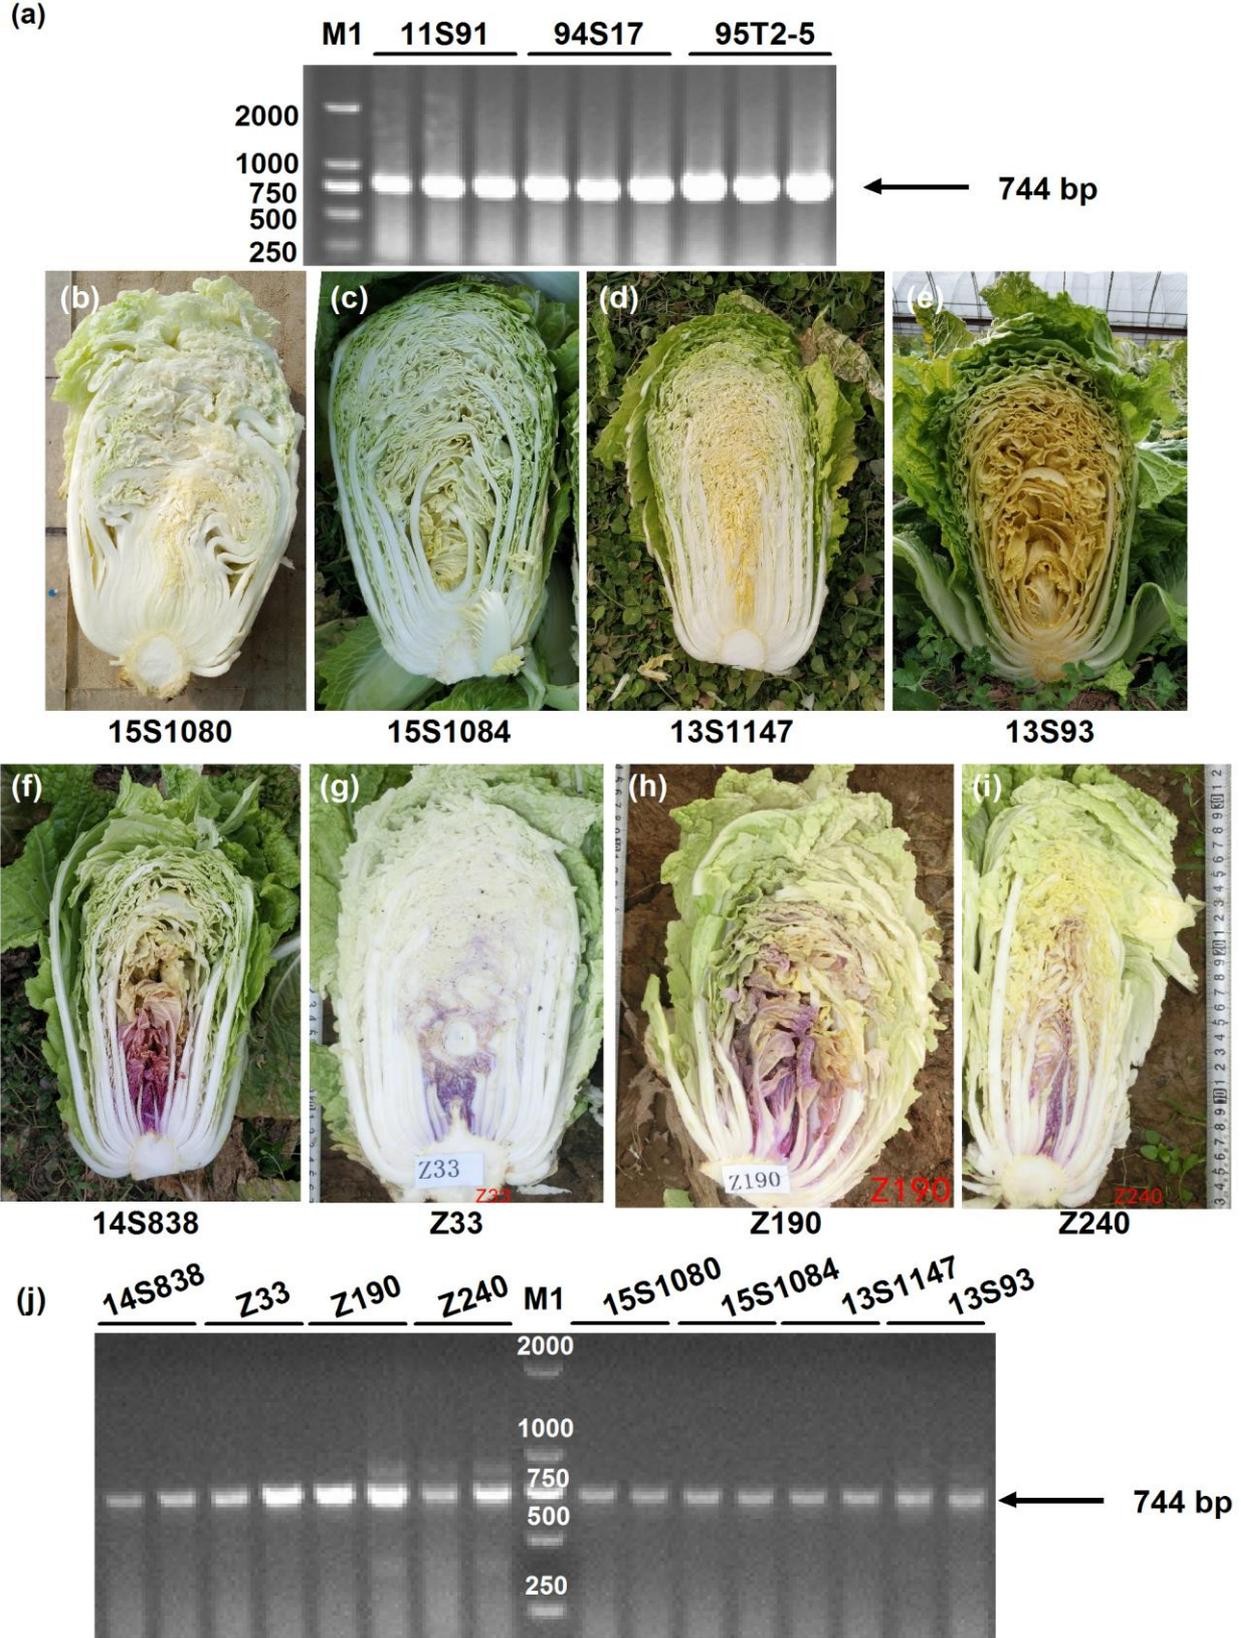 (a)
M1 11S91 94S17 95T2-5
2000
1000
750
500
250
744 bp
(b) (c) (d) (e)
15S1080 15S1084 13S1147 13S93
(f) (g) (h) (i)
Z33
Z33
Z190
Z190
Z240
14S838 Z33 Z190 Z240
(j)
14S838 Z33 Z190 Z240 M1 15S1080 15S1084 13S1147 13S93
2000
1000
750
500
250
744 bp